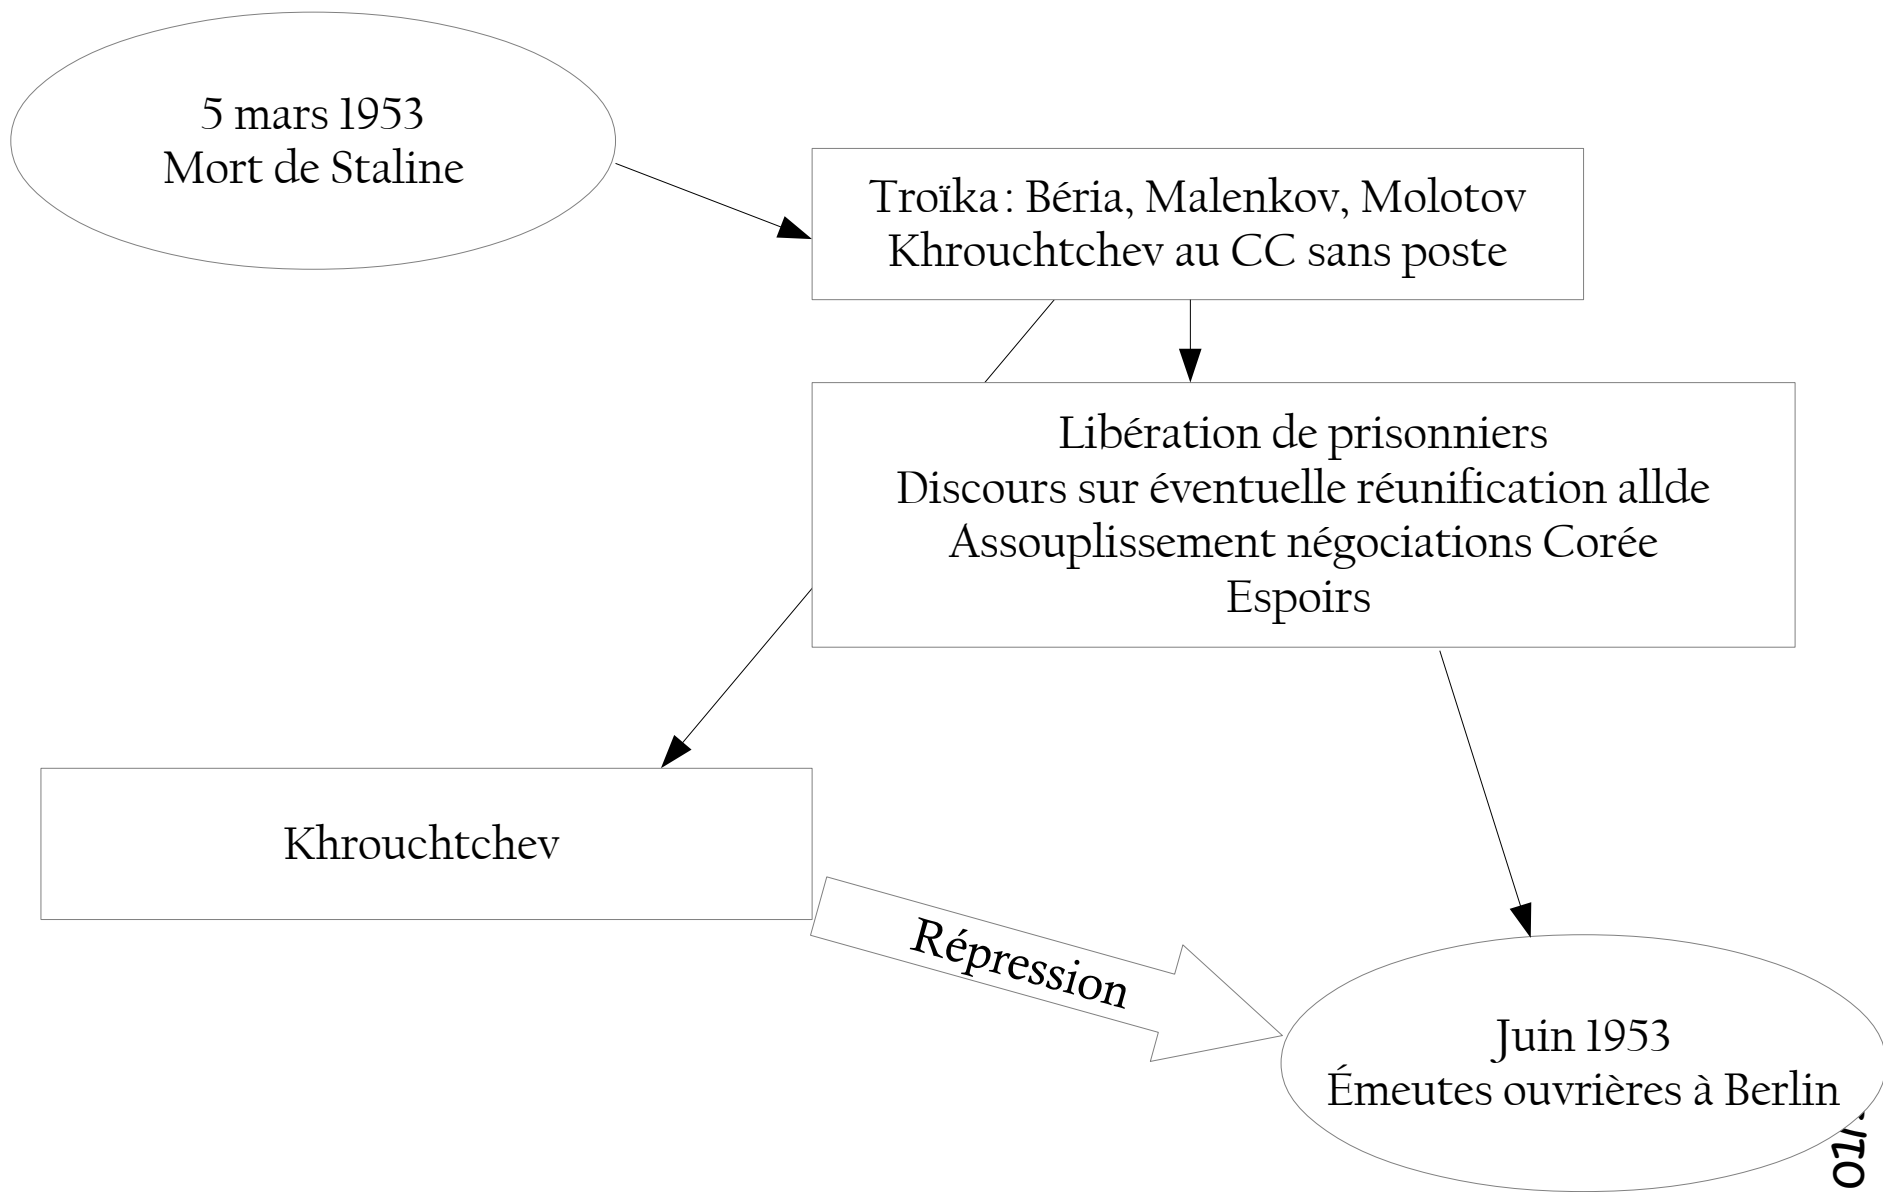 5 mars 1953
Mort de Staline
Troïka : Béria, Malenkov, Molotov
Khrouchtchev au CC sans poste
Libération de prisonniers
Discours sur éventuelle réunification allde
Assouplissement négociations Corée
Espoirs
Khrouchtchev
Répression
Juin 1953
Émeutes ouvrières à Berlin